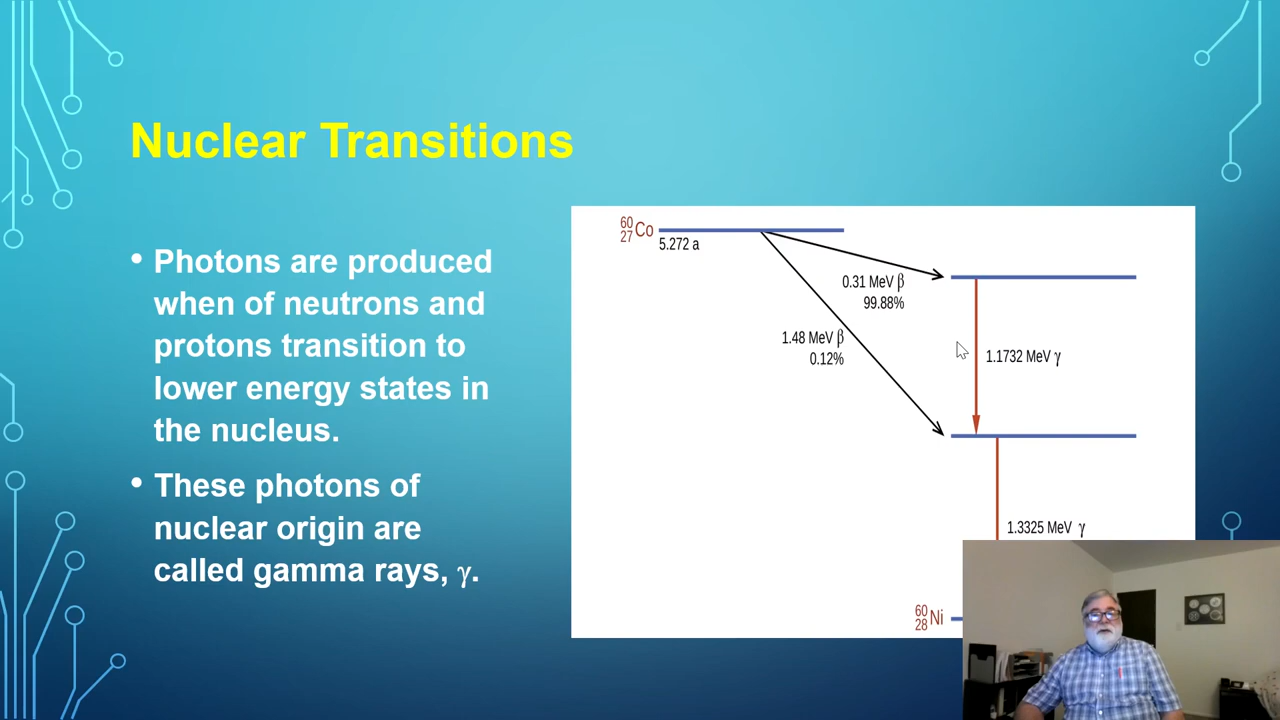 Nuclear Transitions
• Photons are produced
when of neutrons and
protons transition to
lower energy states in
the nucleus.
• These photons of
nuclear origin are
called gamma rays, γ.
60
27 Co
5.272 a
0.31 MeV β
99.88%
1.48 MeV β
0.12%
1.1732 MeV γ
1.3325 MeV γ
60
28 Ni